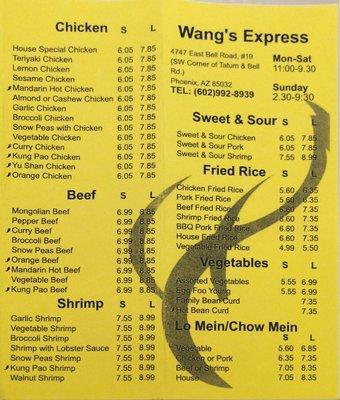 Chicken S L
House Special Chicken 6.05 7.85
Teriyaki Chicken 6.05 7.85
Lemon Chicken 6.05 7.85
Sesame Chicken 6.05 7.85
Mandarin Hot Chicken 6.05 7.85
Almond or Cashew Chicken 6.05 7.85
Garlic Chicken 6.05 7.85
Broccoli Chicken 6.05 7.85
Snow Peas with Chicken 6.05 7.85
Vegetable Chicken 6.05 7.85
Curry Chicken 6.05 7.85
Kung Pao Chicken 6.05 7.85
Yu Shan Chicken 6.05 7.85
Orange Chicken 6.05 7.85
Beef S L
Mongolian Beef 6.99 8.85
Pepper Beef 6.99 8.85
Curry Beef 6.99 8.85
Broccoli Beef 6.99 8.85
Snow Peas Beef 6.99 8.85
Orange Beef 6.99 8.85
Mandarin Hot Beef 6.99 8.85
Vegetable Beef 6.99 8.85
Kung Pao Beef 6.99 8.85
Shrimp S L
Garlic Shrimp 7.55 8.99
Vegetable Shrimp 7.55 8.99
Broccoli Shrimp 7.55 8.99
Shrimp with Lobster Sauce 7.55 8.99
Snow Peas Shrimp 7.55 8.99
Kung Pao Shrimp 7.55 8.99
Walnut Shrimp 7.55 8.99
Wang's Express
4747 East Bell Road, #19
(SW Corner of Tatum & Bell
Rd.)
Phoenix, AZ 85032
TEL: (602)992-8939
Mon-Sat
11:00-9.30
Sunday
2.30-9:30
Sweet & Sour S L
Sweet & Sour Chicken 6.05 7.85
Sweet & Sour Pork 6.05 7.85
Sweet & Sour Shrimp 7.55 8.99
Fried Rice S L
Chicken Fried Rice 5.60 6.35
Pork Fried Rice 5.60 6.35
Beef Fried Rice 5.60 6.35
Shrimp Fried Rice 5.60 6.35
BBQ Pork Fried Rice 5.60 6.35
House Fried Rice 5.60 6.35
Vegetable Fried Rice 4.99 5.50
Vegetables S L
Assorted Vegetables 5.55 6.99
Egg Foo Young 5.55 6.99
Family Bean Curd 7.35
Hot Bean Curd 7.35
Lo Mein/Chow Mein
S L
Vegetable 5.60 6.85
Chicken or Pork 6.35 7.35
Beef or Shrimp 7.05 8.35
House 7.05 8.35